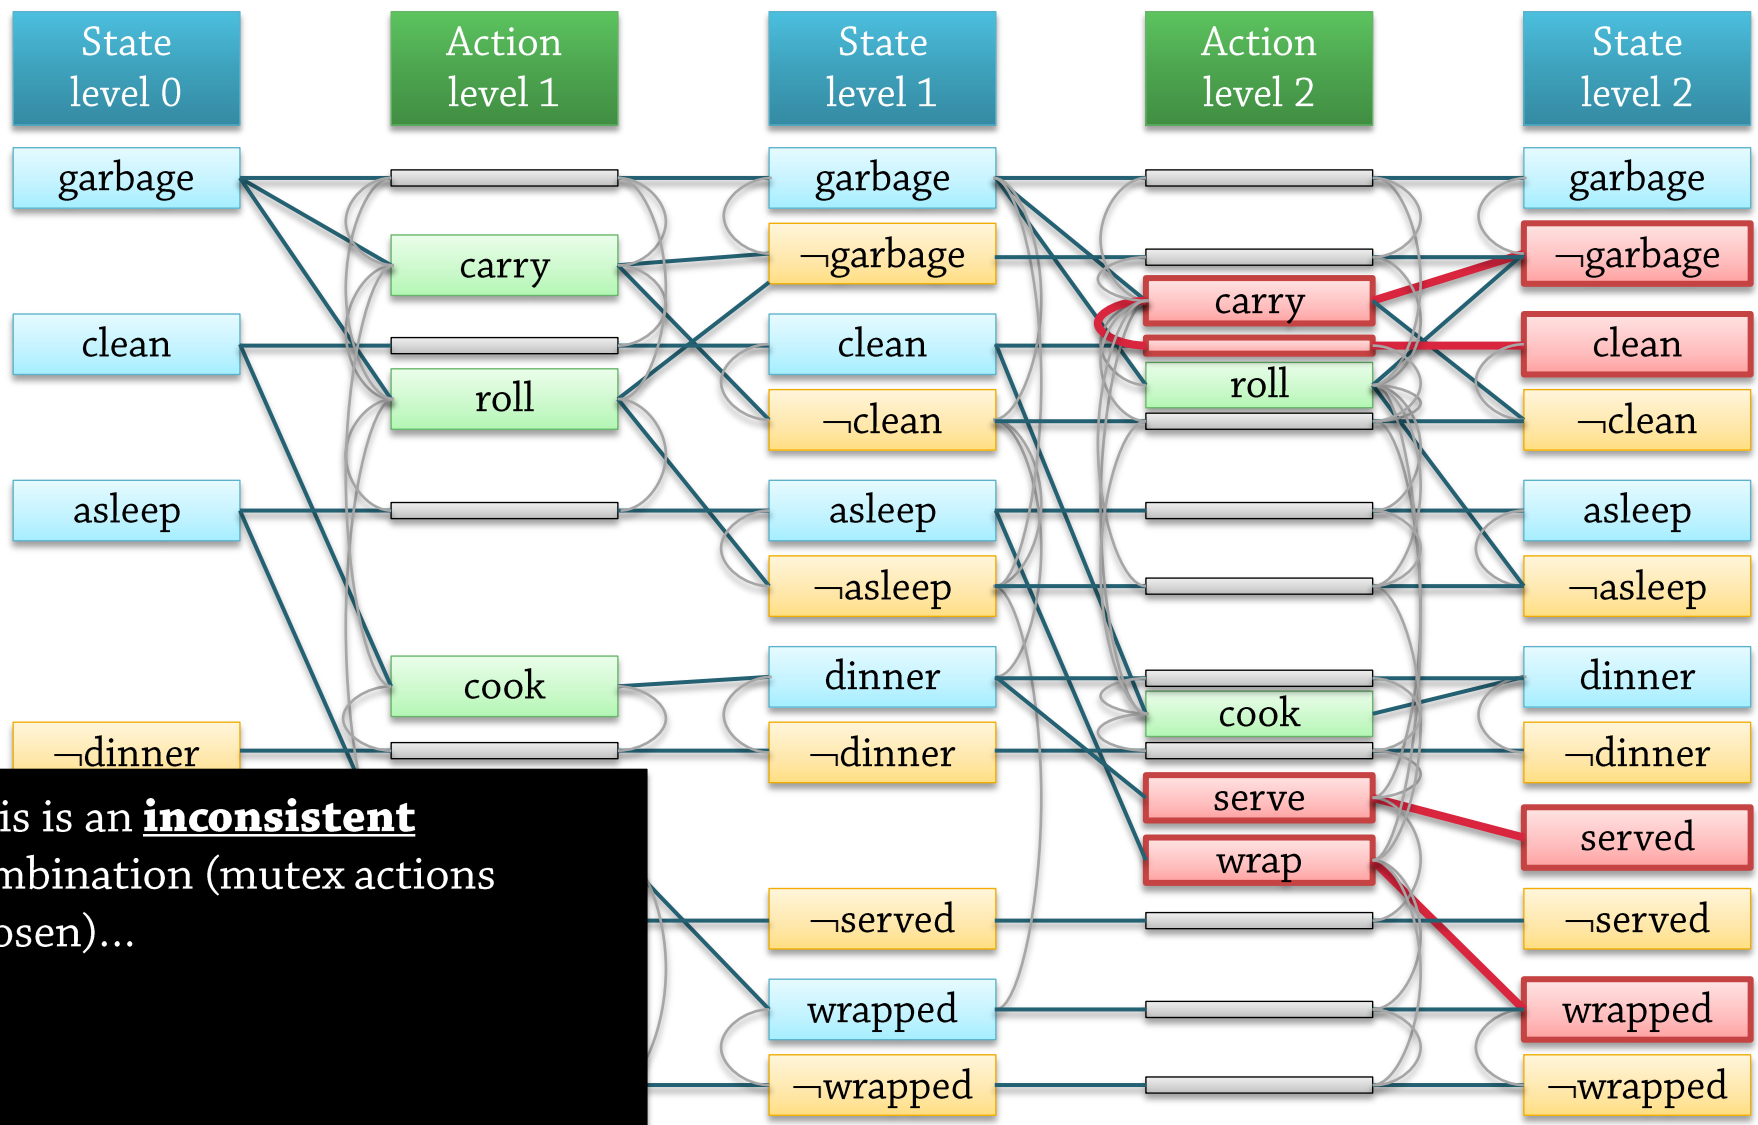 State
level 0
Action
level 1
State
level 1
Action
level 2
State
level 2
garbage
clean
asleep
¬dinner
carry
roll
cook
garbage
¬garbage
clean
¬clean
asleep
¬asleep
dinner
¬dinner
¬served
wrapped
¬wrapped
carry
roll
cook
serve
wrap
garbage
¬garbage
clean
¬clean
asleep
¬asleep
dinner
¬dinner
served
¬served
wrapped
¬wrapped
is is an inconsistent
mbination (mutex actions
osen)...